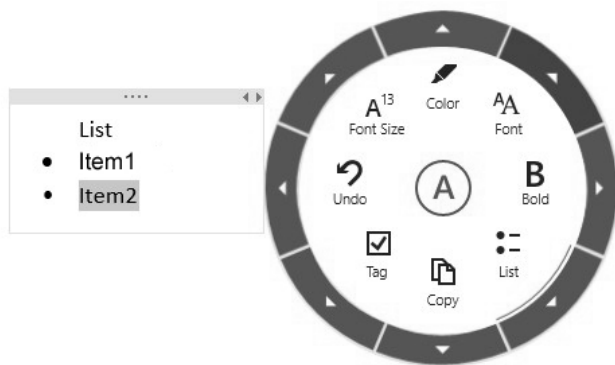 List
• Item1
• Item2
Color
A¹³
Font Size
AA
Font
Undo
A
B
Bold
Tag
List
Copy